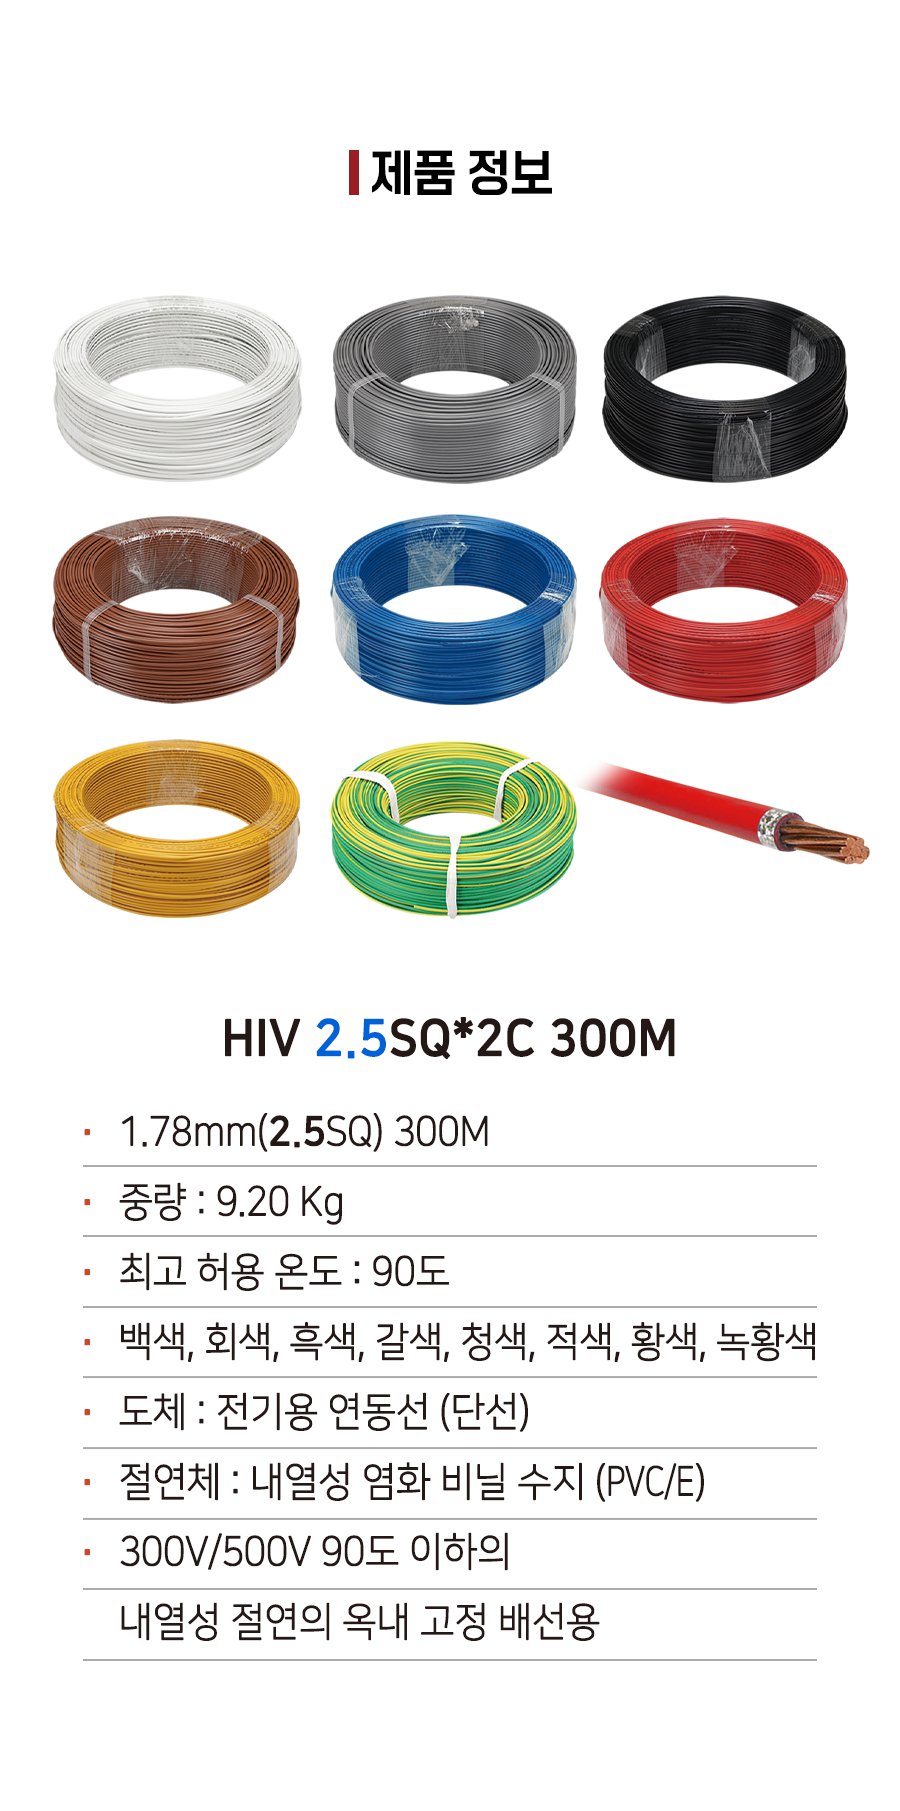 제품 정보
HIV 2.5SQ*2C 300M
· 1.78mm(2.5SQ) 300M
· 중량 : 9.20 Kg
· 최고 허용 온도 : 90도
· 백색, 회색, 흑색, 갈색, 청색, 적색, 황색, 녹황색
· 도체 : 전기용 연동선 (단선)
· 절연체 : 내열성 염화 비닐 수지 (PVC/E)
· 300V/500V 90도 이하의
내열성 절연의 옥내 고정 배선용